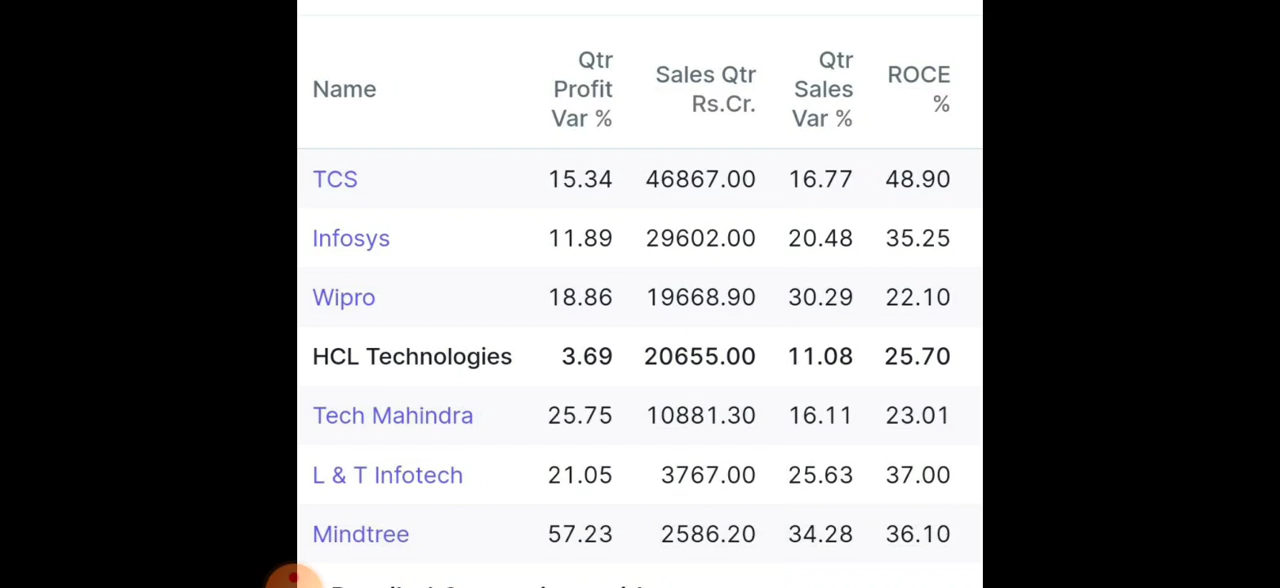 Name Qtr Profit Var % Sales Qtr Rs.Cr. Qtr Sales Var % ROCE %
TCS 15.34 46867.00 16.77 48.90
Infosys 11.89 29602.00 20.48 35.25
Wipro 18.86 19668.90 30.29 22.10
HCL Technologies 3.69 20655.00 11.08 25.70
Tech Mahindra 25.75 10881.30 16.11 23.01
L & T Infotech 21.05 3767.00 25.63 37.00
Mindtree 57.23 2586.20 34.28 36.10